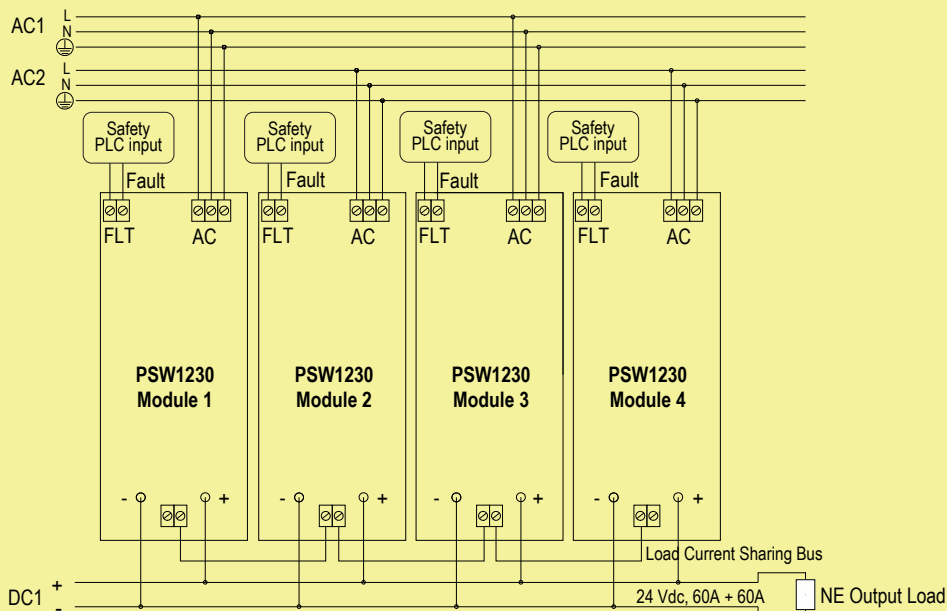 AC1
L
N
AC2
L
N
Safety
PLC input
Safety
PLC input
Safety
PLC input
Safety
PLC input
Fault
Fault
Fault
Fault
FLT
AC
FLT
AC
FLT
AC
FLT
AC
PSW1230
Module 1
PSW1230
Module 2
PSW1230
Module 3
PSW1230
Module 4
- +
- +
- +
- +
Load Current Sharing Bus
DC1
+
-
24 Vdc, 60A + 60A
NE Output Load